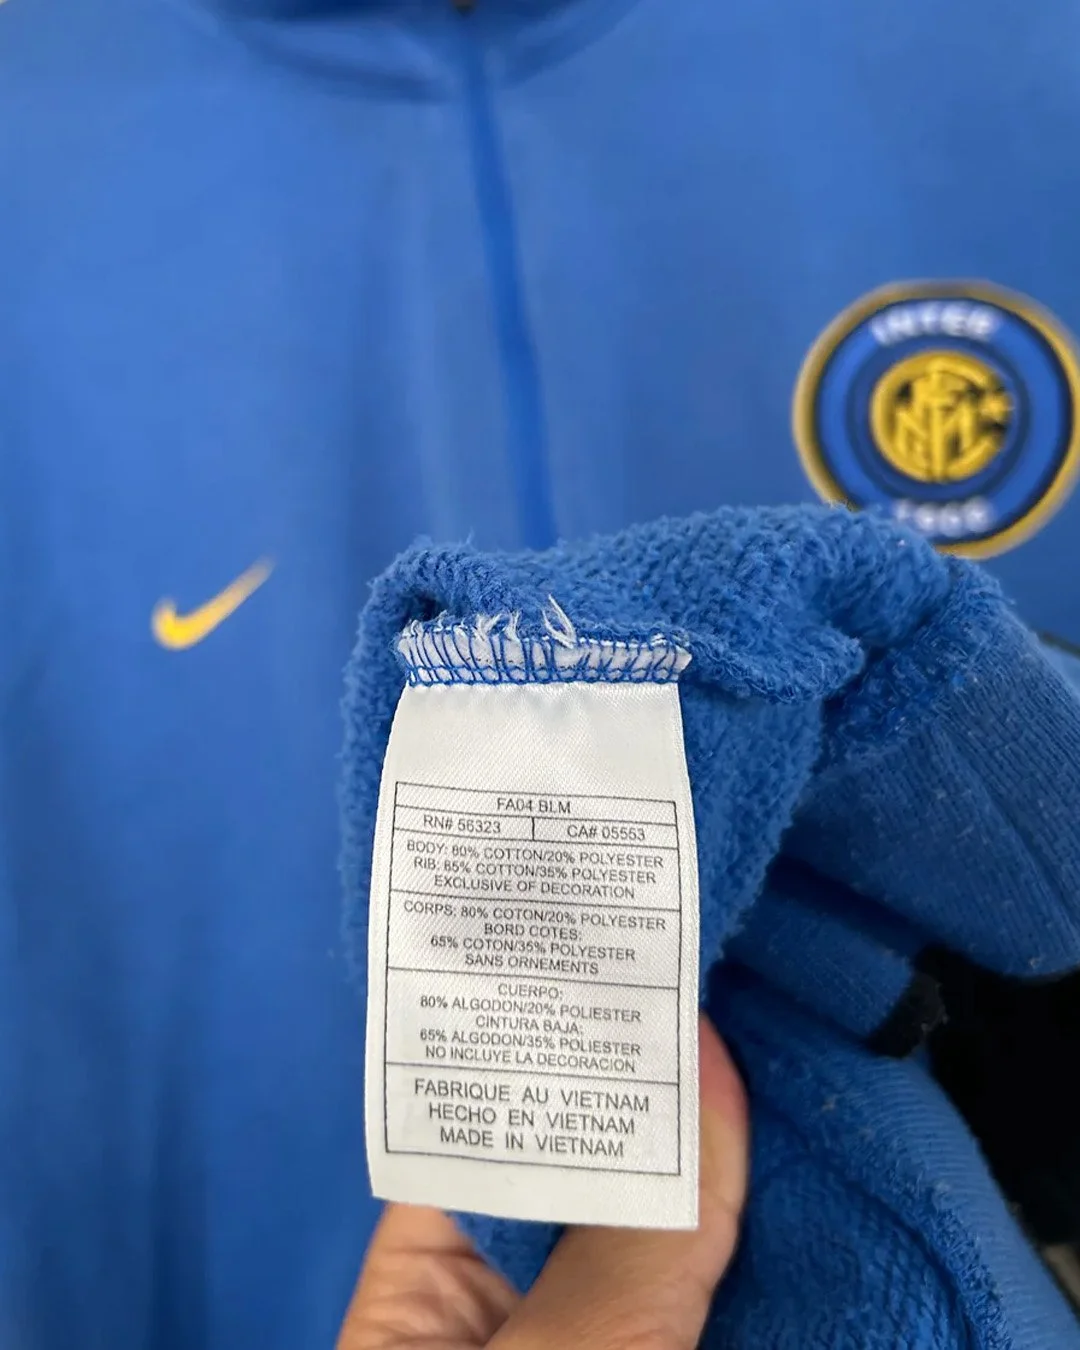 INTER
1908
FA04 BLM
RN# 56323 CA# 05553
BODY: 80% COTTON/20% POLYESTER
RIB: 65% COTTON/35% POLYESTER
EXCLUSIVE OF DECORATION
CORPS: 80% COTON/20% POLYESTER
BORD COTES:
65% COTON/35% POLYESTER
SANS ORNEMENTS
CUERPO:
80% ALGODON/20% POLIESTER
CINTURA BAJA:
65% ALGODON/35% POLIESTER
NO INCLUYE LA DECORACION
FABRIQUE AU VIETNAM
HECHO EN VIETNAM
MADE IN VIETNAM